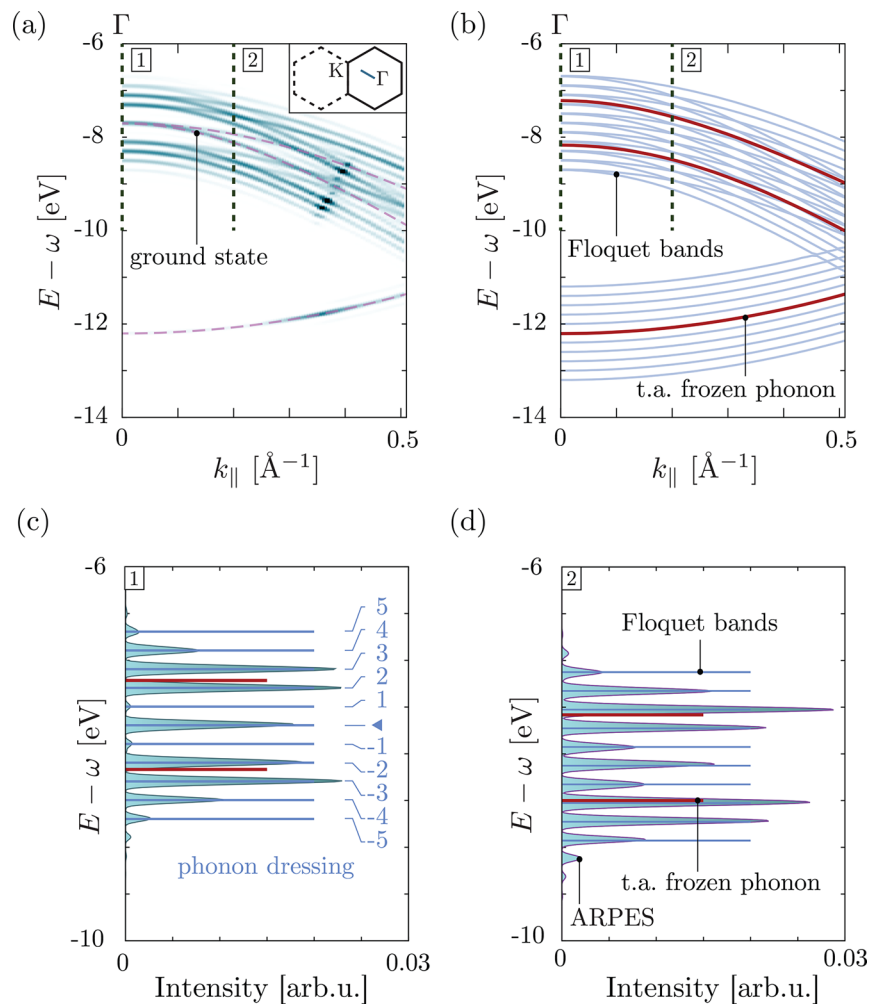 (a)
Γ
-6
1
2
K
Γ
-8
-10
ground state
-12
-14
E − ω [eV]
0
0.5
k∥ [Å⁻¹]
(b)
Γ
-6
1
2
-8
-10
Floquet bands
-12
t.a. frozen phonon
-14
E − ω [eV]
0
0.5
k∥ [Å⁻¹]
(c)
-6
1
5
4
3
2
1
◄
-1
-2
-3
-4
-5
phonon dressing
E − ω [eV]
-10
0
0.03
Intensity [arb.u.]
(d)
-6
2
Floquet bands
t.a. frozen phonon
ARPES
E − ω [eV]
-10
0
0.03
Intensity [arb.u.]